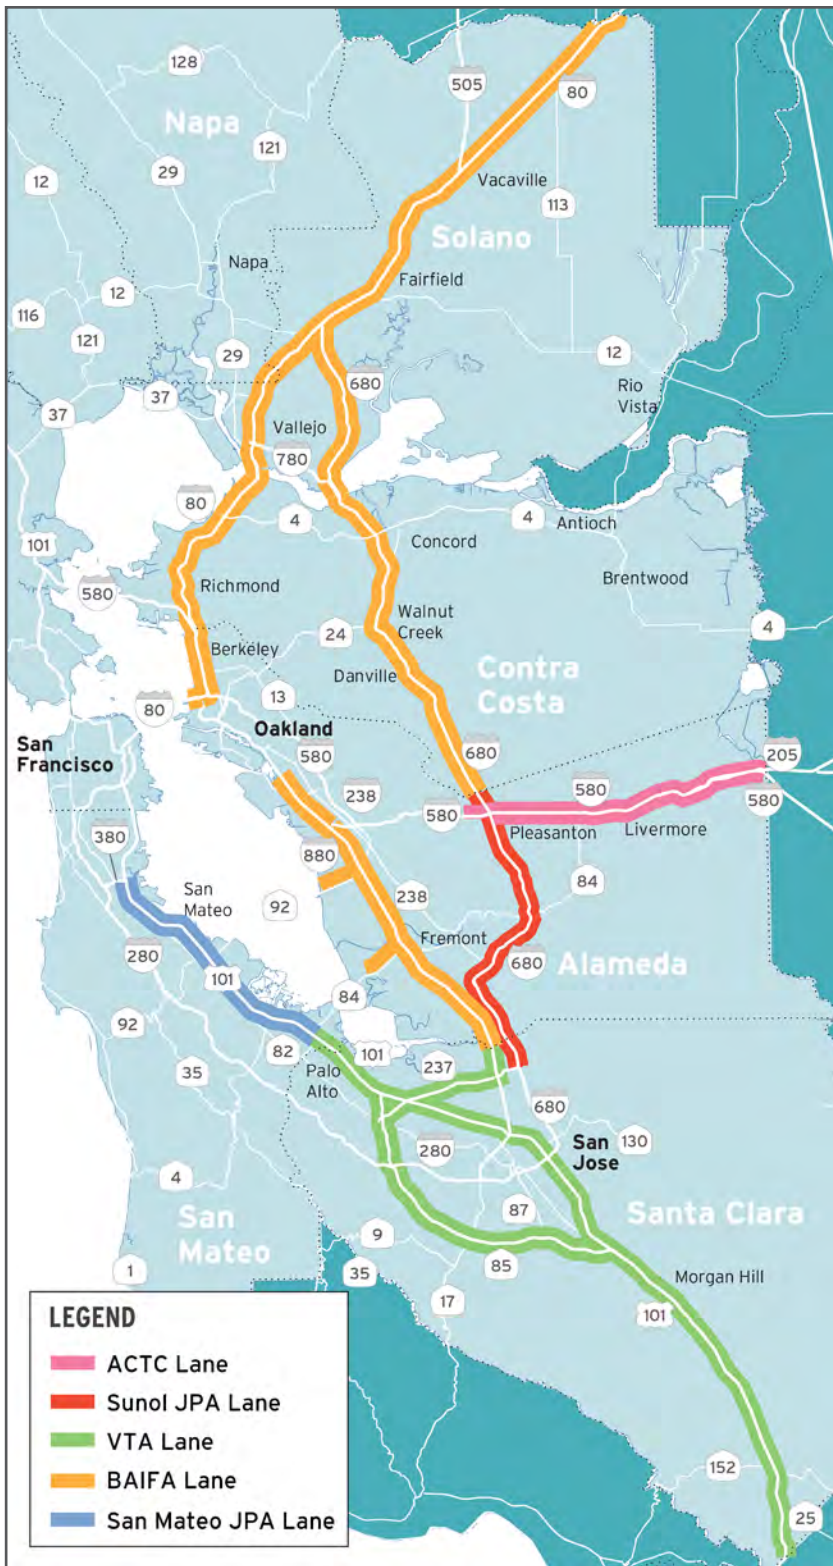 128
505
80
Napa
121
12
29
Vacaville
113
Solano
Napa
Fairfield
12
116
121
29
680
12
37
37
Rio
Vista
Vallejo
780
80
4
4
Antioch
101
Concord
580
Richmond
Brentwood
Walnut
Creek
24
4
Berkeley
Danville
Contra
Costa
13
80
Oakland
San
Francisco
580
680
205
238
580
580
580
Pleasanton
Livermore
380
880
84
San
Mateo
92
238
Fremont
280
680
Alameda
101
84
92
82
101
237
35
Palo
Alto
680
130
San
Jose
280
4
San
Mateo
87
Santa Clara
9
1
35
85
Morgan Hill
17
101
LEGEND
ACTC Lane
Sunol JPA Lane
VTA Lane
BAIFA Lane
San Mateo JPA Lane
152
25